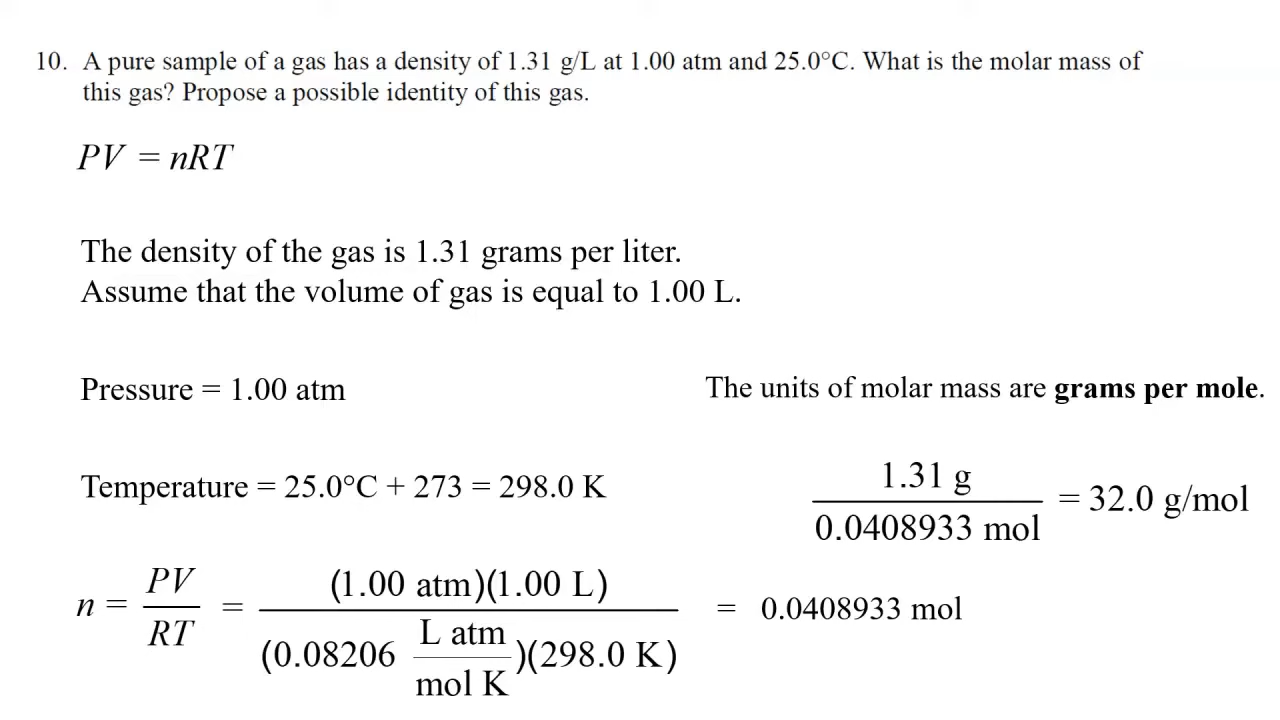 10. A pure sample of a gas has a density of 1.31 g/L at 1.00 atm and 25.0°C. What is the molar mass of
this gas? Propose a possible identity of this gas.
PV = nRT
The density of the gas is 1.31 grams per liter.
Assume that the volume of gas is equal to 1.00 L.
Pressure = 1.00 atm
The units of molar mass are grams per mole.
Temperature = 25.0°C + 273 = 298.0 K
1.31 g
0.0408933 mol
= 32.0 g/mol
n = PV / RT = (1.00 atm)(1.00 L) / (0.08206 L atm / mol K)(298.0 K) = 0.0408933 mol